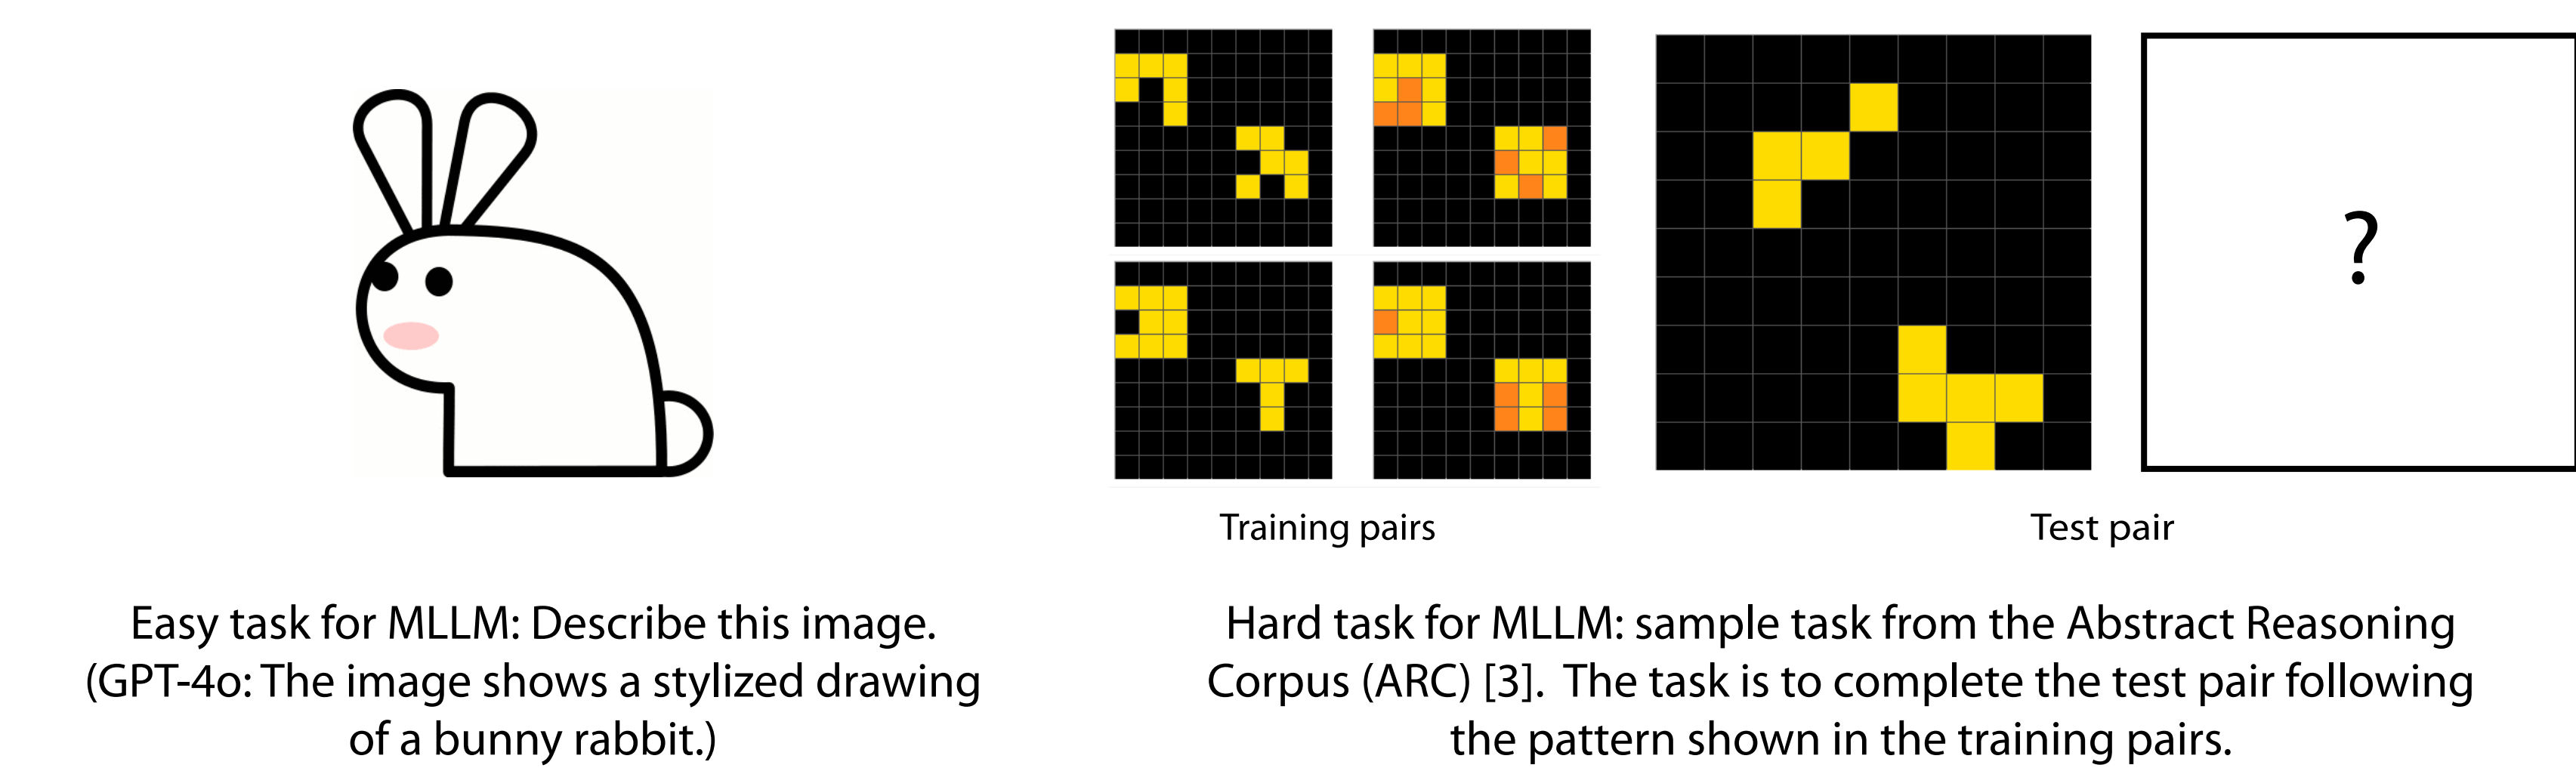 ?
Training pairs
Test pair
Easy task for MLLM: Describe this image.
(GPT-4o: The image shows a stylized drawing
of a bunny rabbit.)
Hard task for MLLM: sample task from the Abstract Reasoning
Corpus (ARC) [3].  The task is to complete the test pair following
the pattern shown in the training pairs.